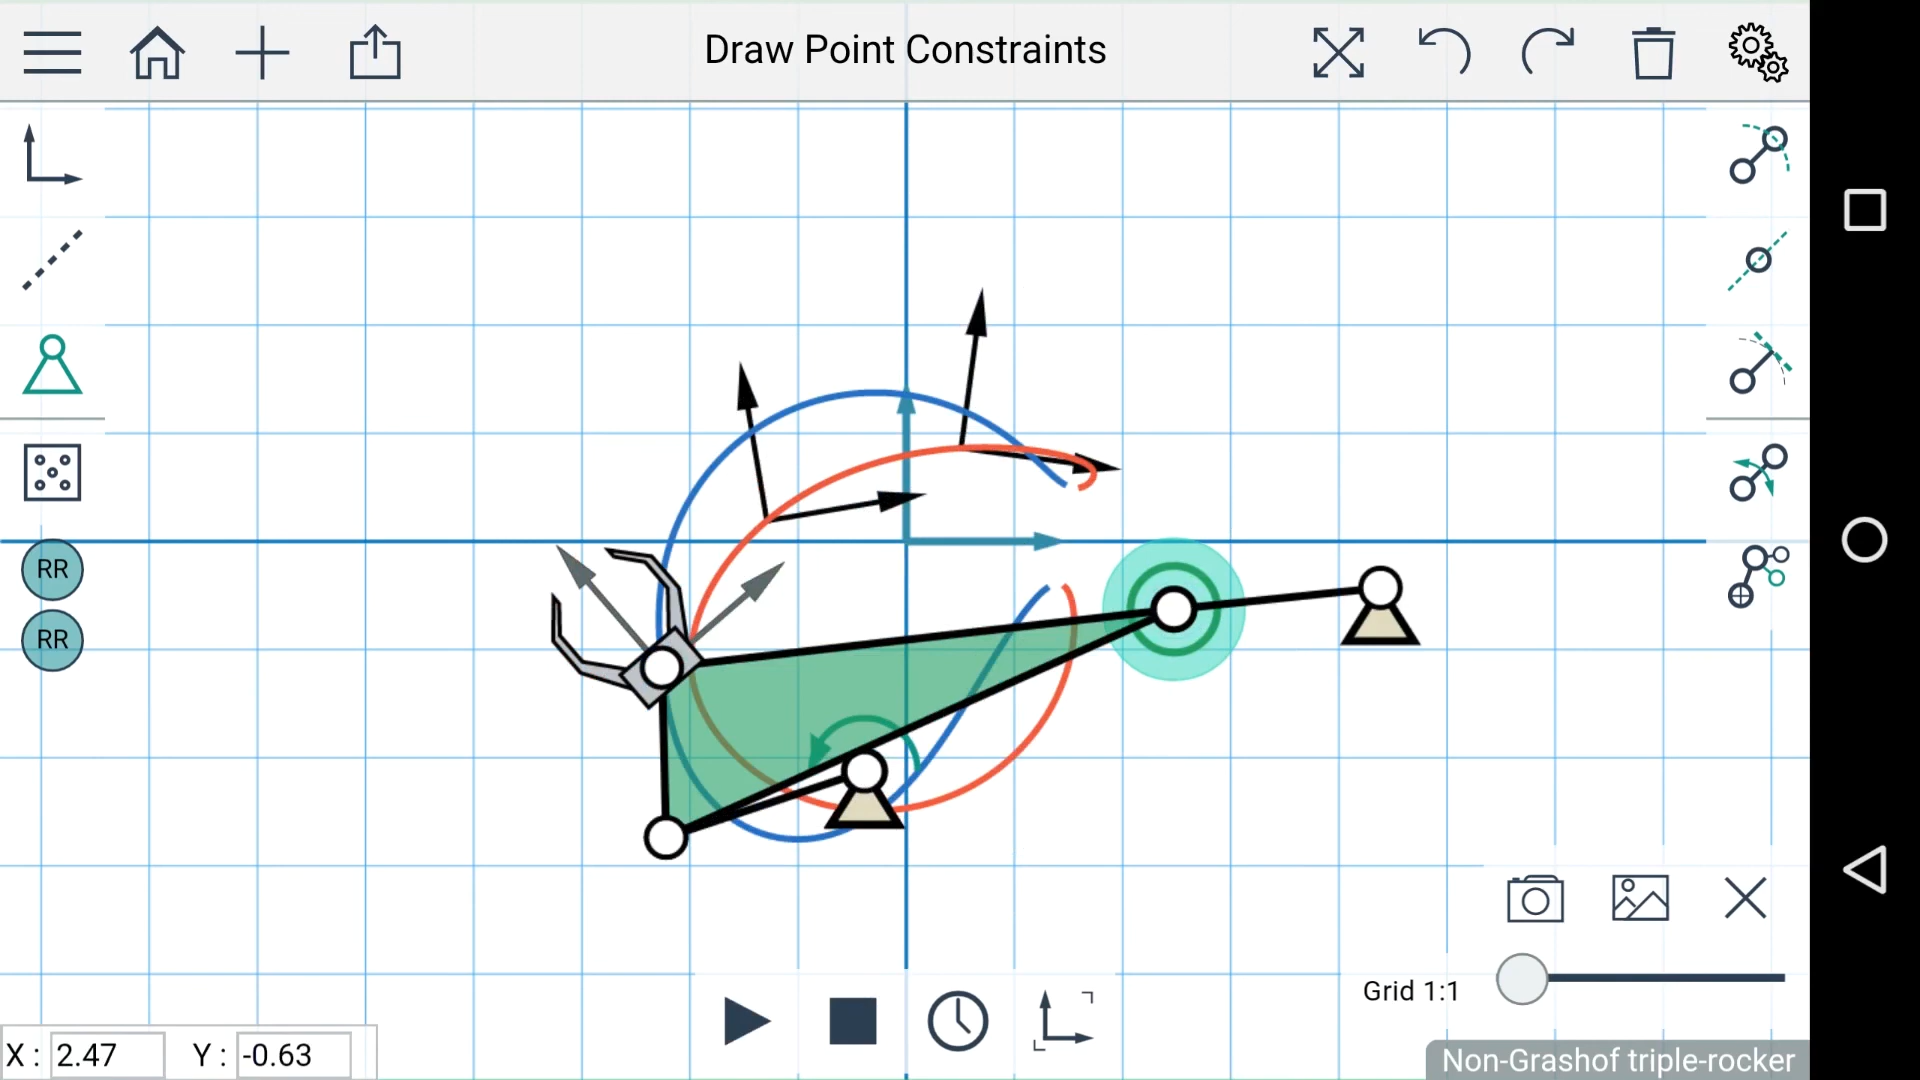 Draw Point Constraints
RR
RR
Grid 1:1
X : 2.47 Y : -0.63
Non-Grashof triple-rocker